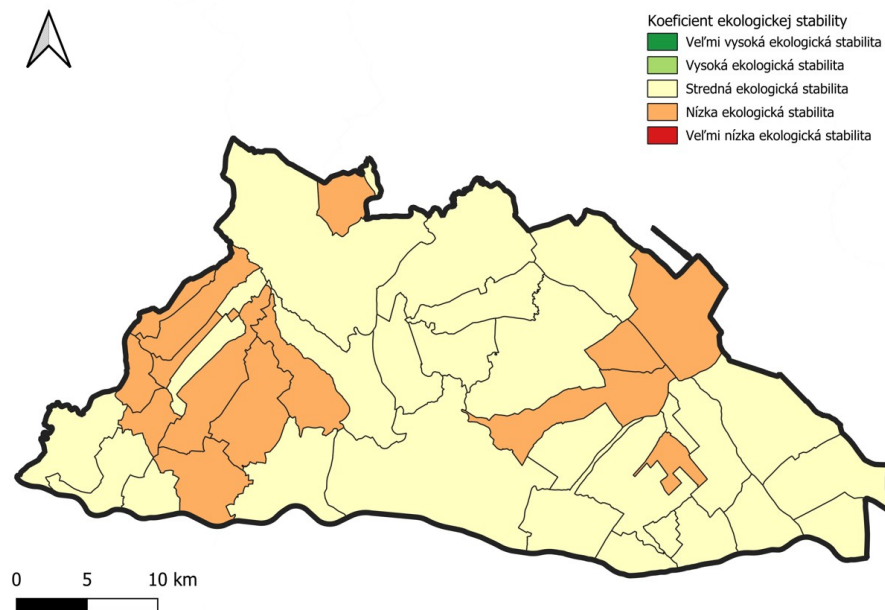 Koeficient ekologickej stability
Veľmi vysoká ekologická stabilita
Vysoká ekologická stabilita
Stredná ekologická stabilita
Nízka ekologická stabilita
Veľmi nízka ekologická stabilita
0 5 10 km